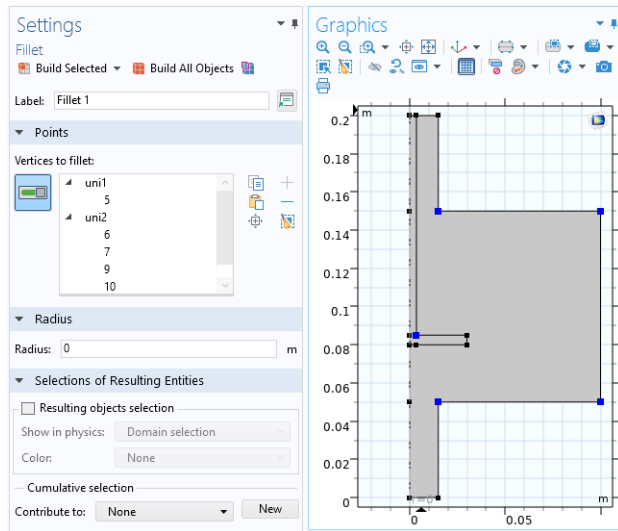 Settings
Fillet
Build Selected
Build All Objects
Label: Fillet 1
Points
Vertices to fillet:
uni1
5
uni2
6
7
9
10
Radius
Radius: 0 m
Selections of Resulting Entities
Resulting objects selection
Show in physics: Domain selection
Color: None
Cumulative selection
Contribute to: None New
Graphics
m
0.2
0.18
0.16
0.14
0.12
0.1
0.08
0.06
0.04
0.02
0
r=0
m
0 0.05